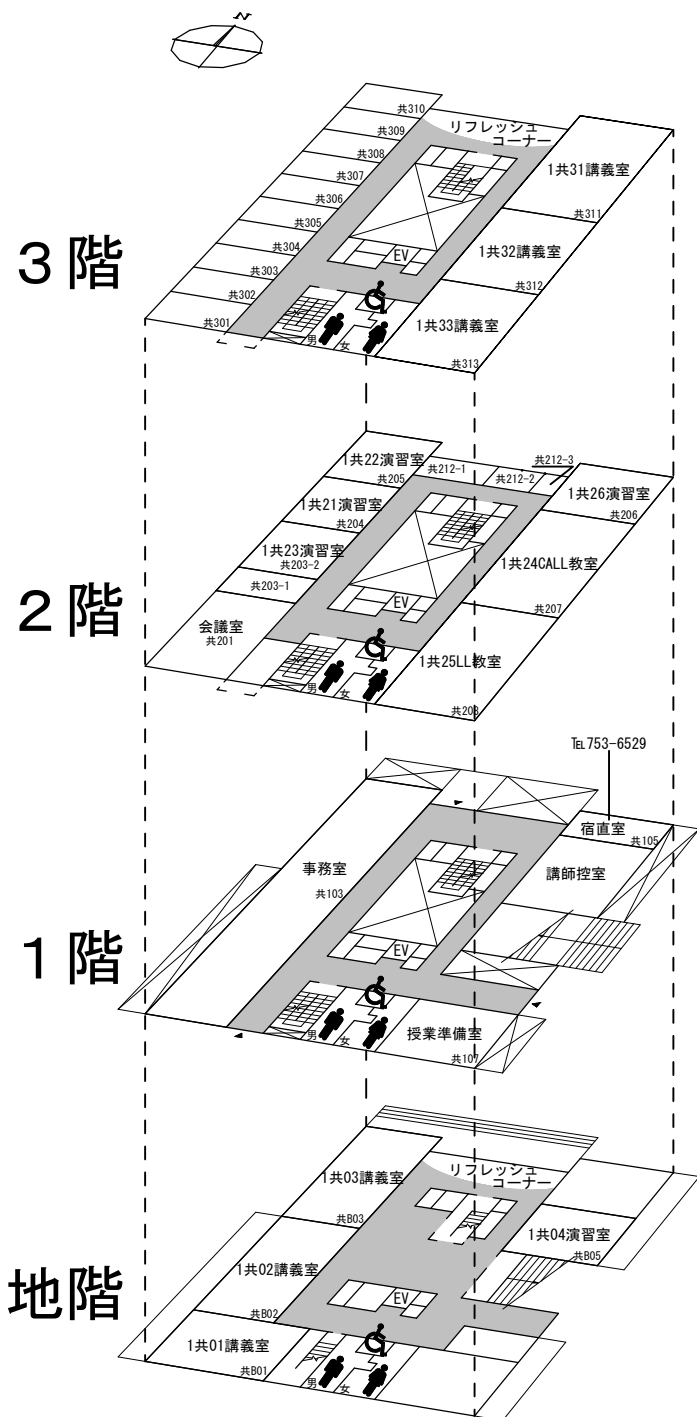 N
3階
共310
共309
共308
共307
共306
共305
共304
共303
共302
共301
リフレッシュ
コーナー
1共31講義室
共311
1共32講義室
共312
1共33講義室
共313
EV
男
女
2階
1共22演習室
共205
1共21演習室
共204
1共23演習室
共203-2
共203-1
会議室
共201
共212-1
共212-2
共212-3
1共26演習室
共206
1共24CALL教室
共207
1共25LL教室
共208
EV
男
女
1階
℡753-6529
宿直室
共105
講師控室
事務室
共103
EV
授業準備室
共107
男
女
地階
1共03講義室
共B03
1共02講義室
共B02
1共01講義室
共B01
リフレッシュ
コーナー
1共04演習室
共B05
EV
男
女